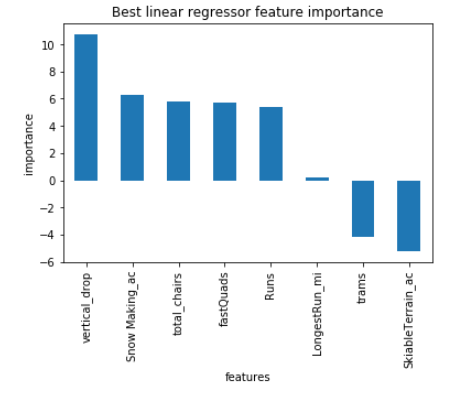 Best linear regressor feature importance
10
8
6
4
2
0
−2
−4
−6
importance
vertical_drop
Snow Making_ac
total_chairs
fastQuads
Runs
LongestRun_mi
trams
SkiableTerrain_ac
features